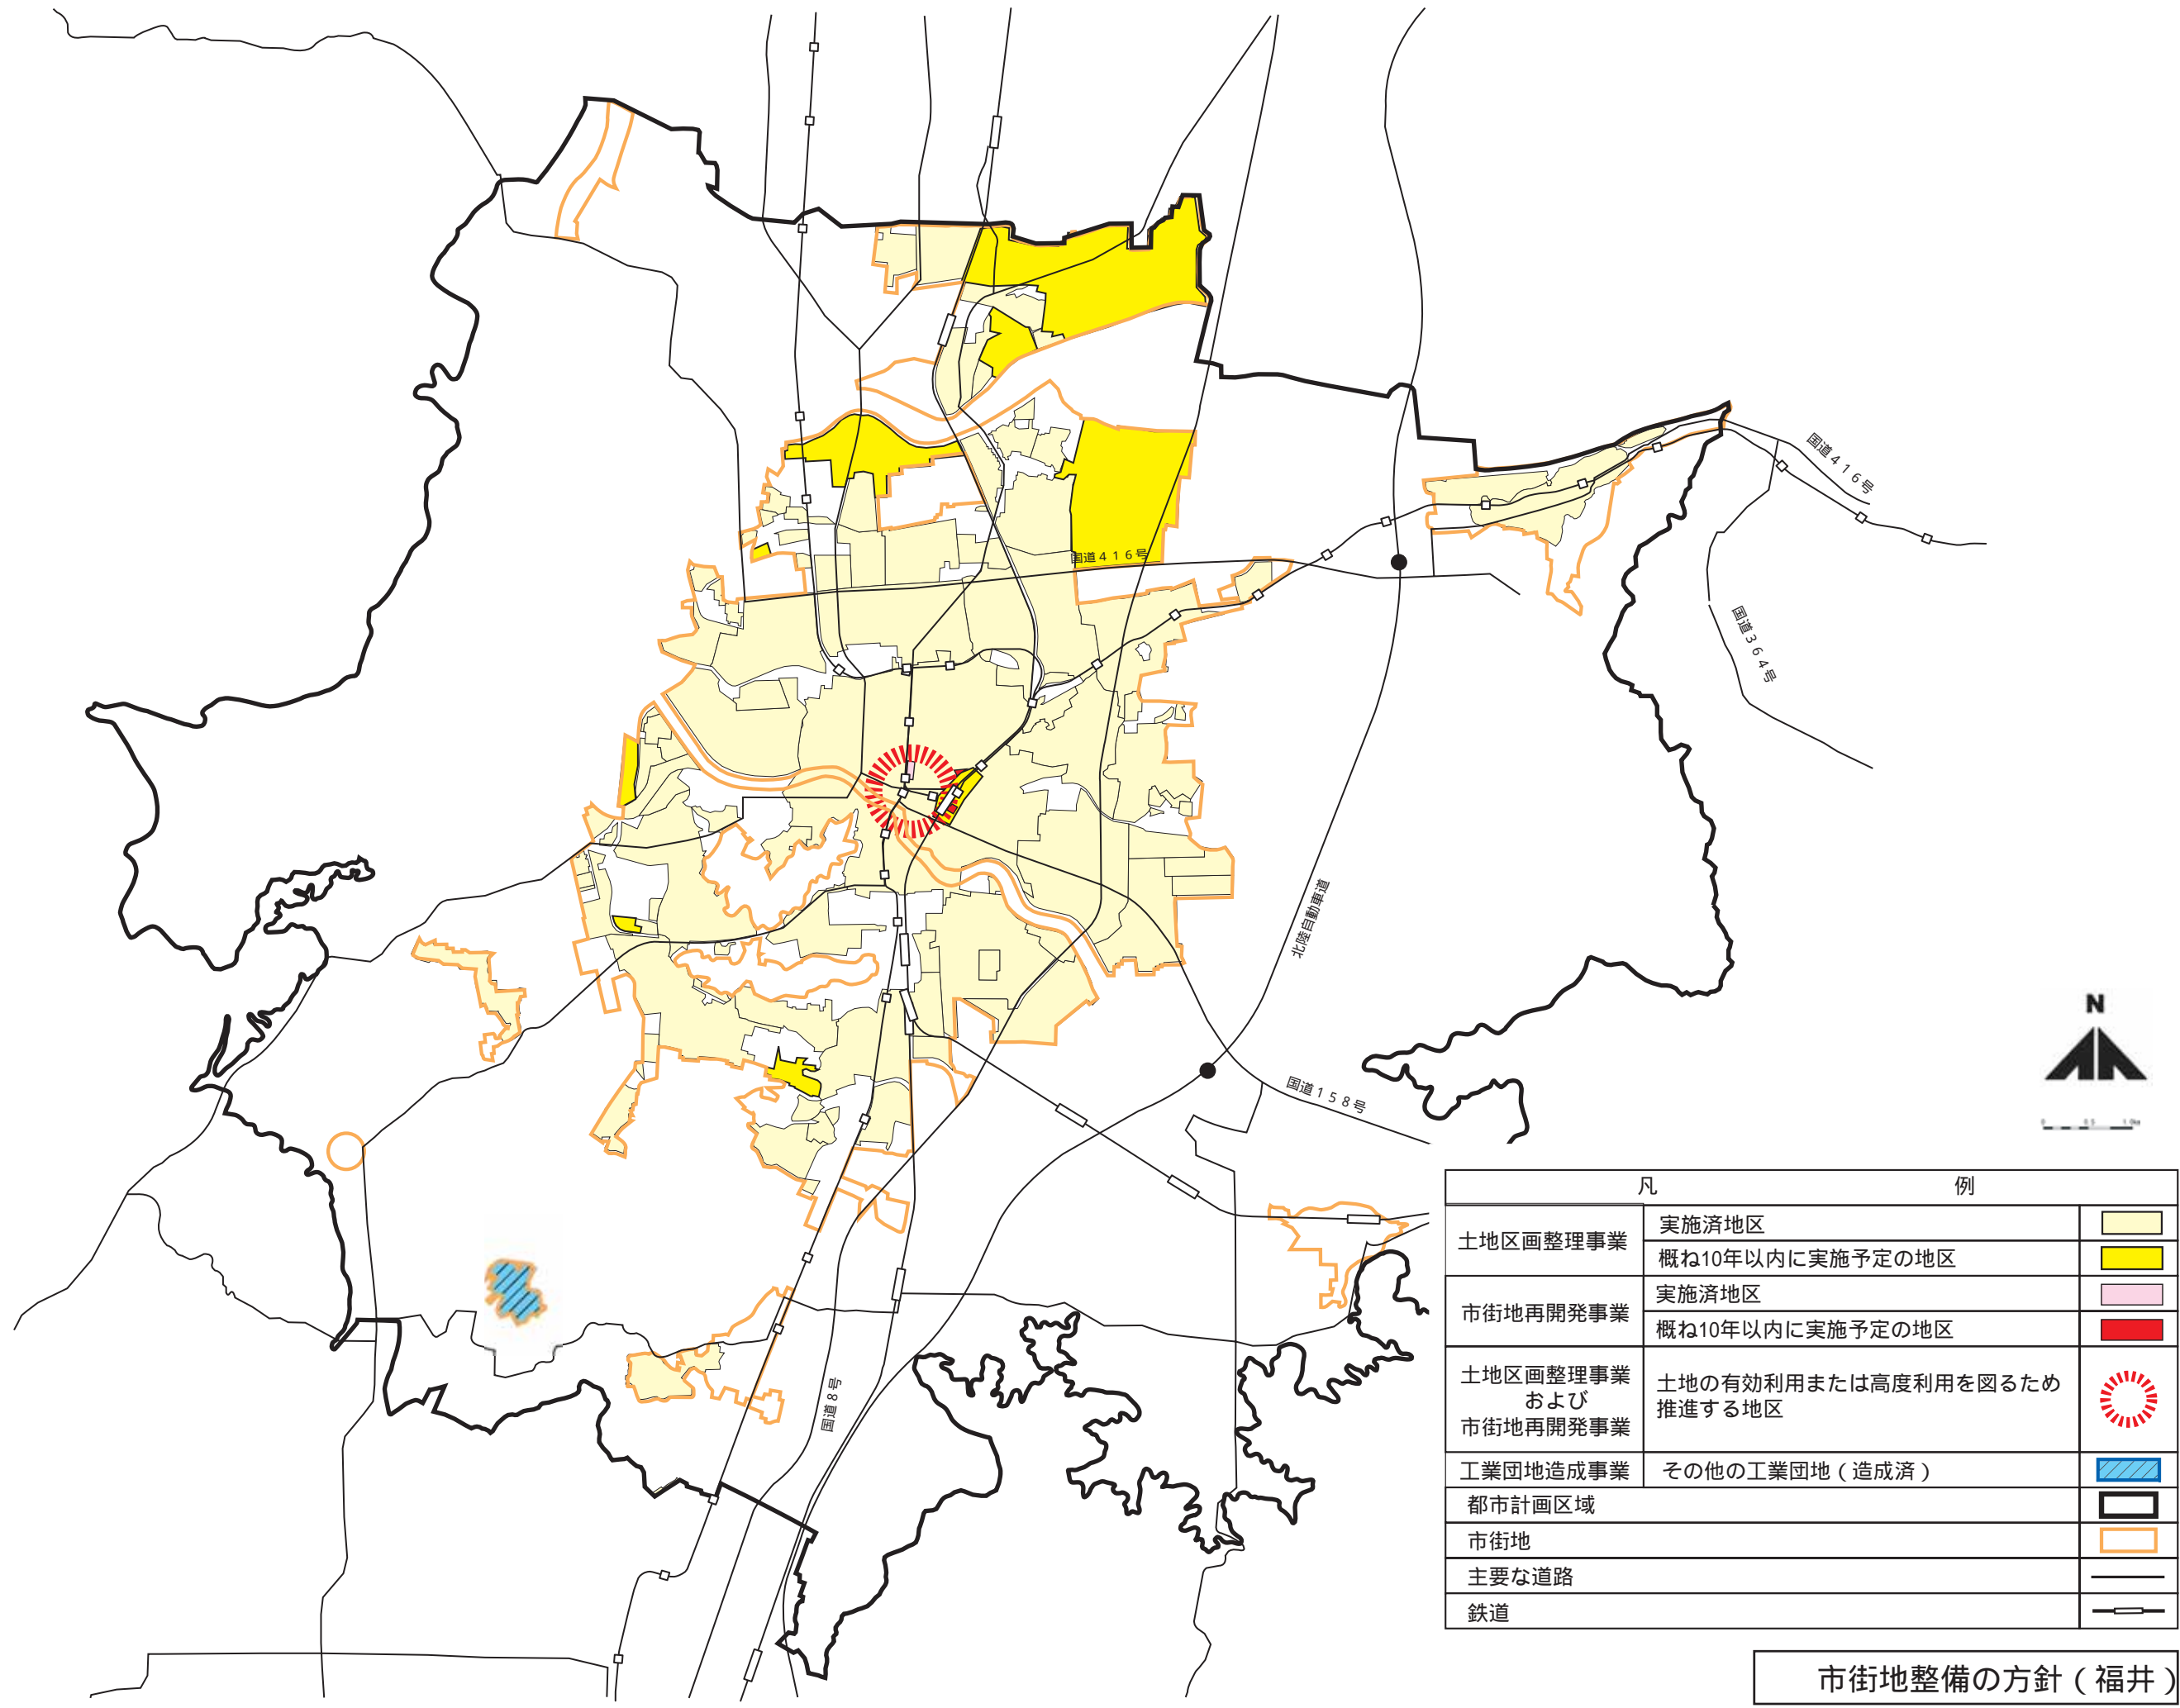 国道416号
国道416号
国道364号
北陸自動車道
国道158号
国道8号
N
0 0.5 1.0km
凡 例
土地区画整理事業
実施済地区
概ね10年以内に実施予定の地区
市街地再開発事業
実施済地区
概ね10年以内に実施予定の地区
土地区画整理事業
および
市街地再開発事業
土地の有効利用または高度利用を図るため
推進する地区
工業団地造成事業
その他の工業団地（造成済）
都市計画区域
市街地
主要な道路
鉄道
市街地整備の方針（福井）